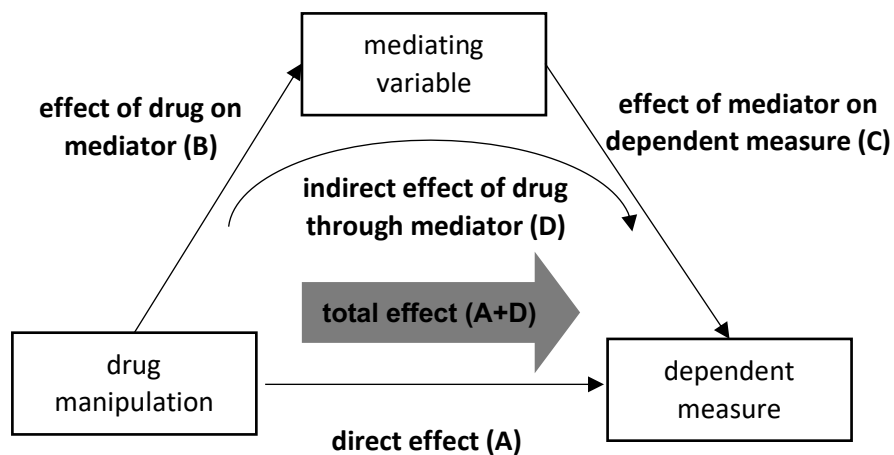 mediating
variable
effect of drug on
mediator (B)
effect of mediator on
dependent measure (C)
indirect effect of drug
through mediator (D)
total effect (A+D)
drug
manipulation
dependent
measure
direct effect (A)